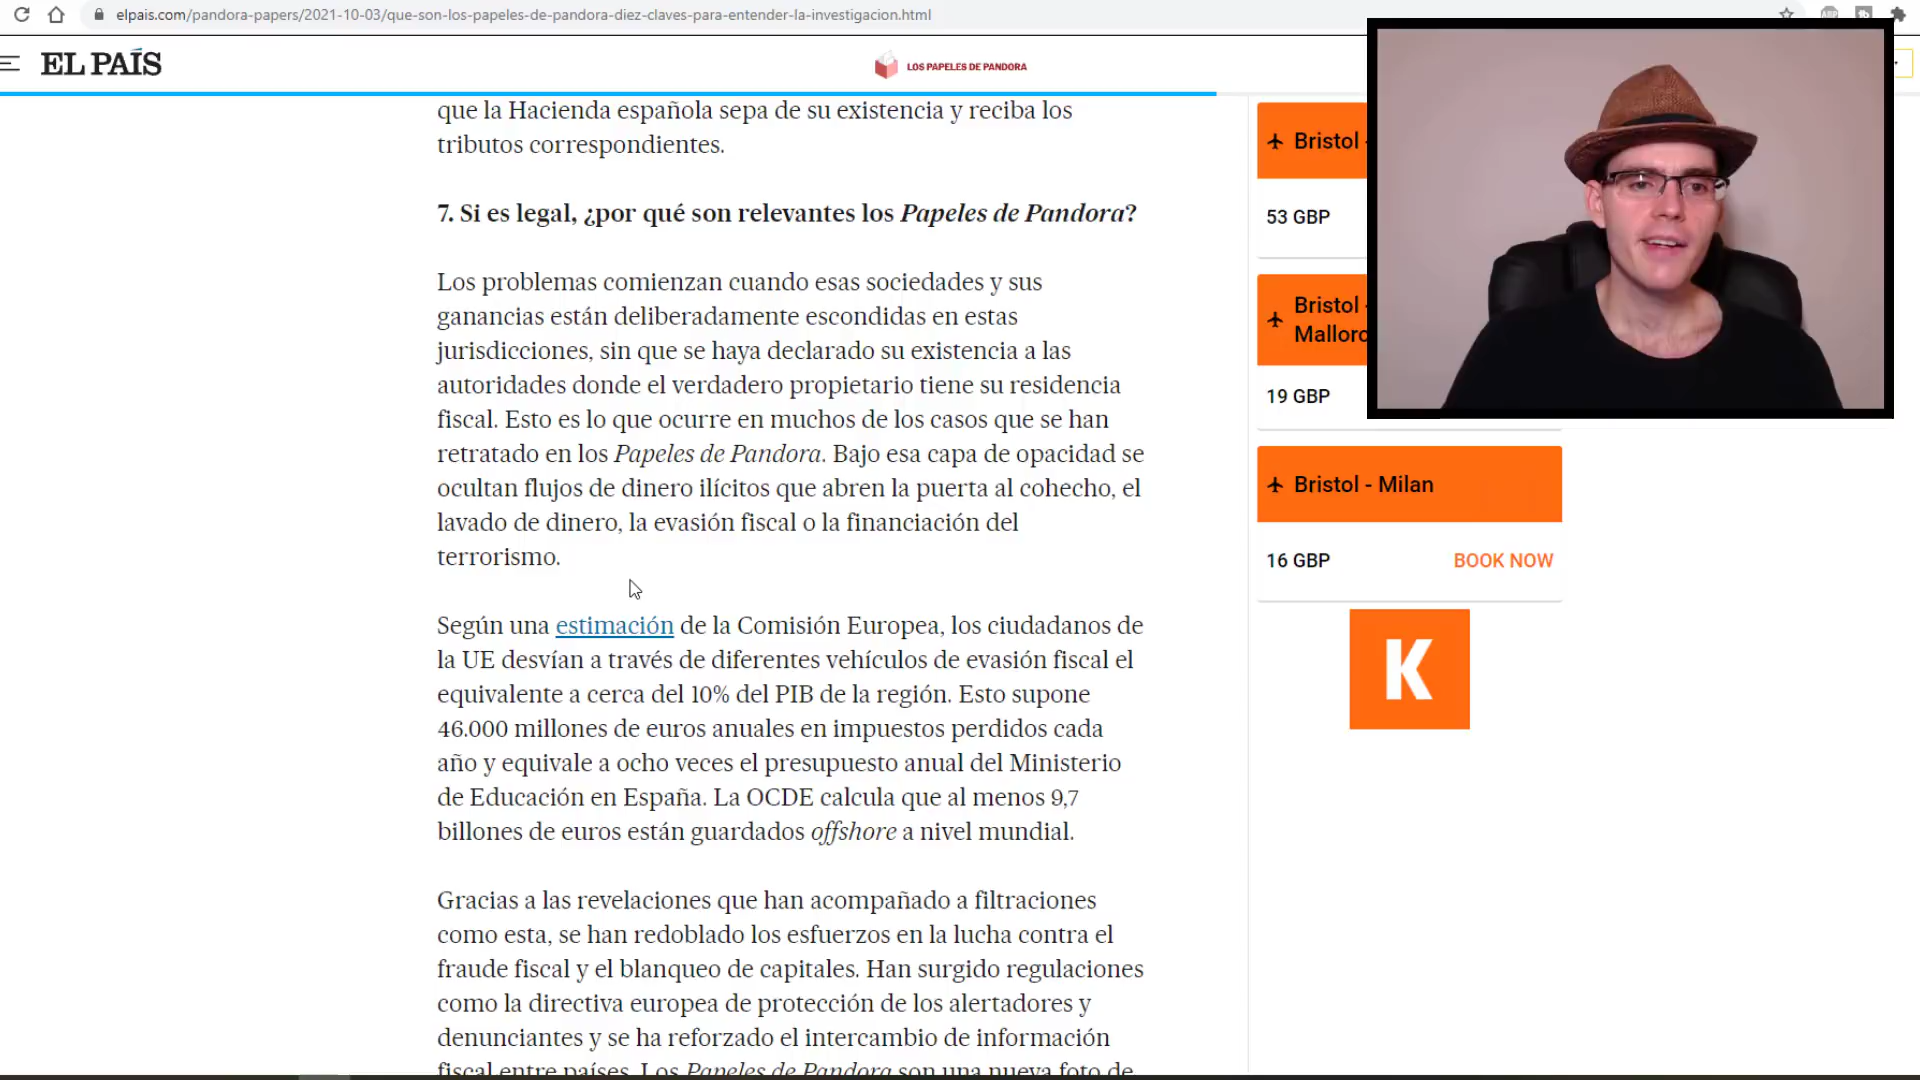 elpais.com/pandora-papers/2021-10-03/que-son-los-papeles-de-pandora-diez-claves-para-entender-la-investigacion.html
EL PAÍS
LOS PAPELES DE PANDORA
que la Hacienda española sepa de su existencia y reciba los
tributos correspondientes.
7. Si es legal, ¿por qué son relevantes los Papeles de Pandora?
Los problemas comienzan cuando esas sociedades y sus
ganancias están deliberadamente escondidas en estas
jurisdicciones, sin que se haya declarado su existencia a las
autoridades donde el verdadero propietario tiene su residencia
fiscal. Esto es lo que ocurre en muchos de los casos que se han
retratado en los Papeles de Pandora. Bajo esa capa de opacidad se
ocultan flujos de dinero ilícitos que abren la puerta al cohecho, el
lavado de dinero, la evasión fiscal o la financiación del
terrorismo.
Según una estimación de la Comisión Europea, los ciudadanos de
la UE desvían a través de diferentes vehículos de evasión fiscal el
equivalente a cerca del 10% del PIB de la región. Esto supone
46.000 millones de euros anuales en impuestos perdidos cada
año y equivale a ocho veces el presupuesto anual del Ministerio
de Educación en España. La OCDE calcula que al menos 9,7
billones de euros están guardados offshore a nivel mundial.
Gracias a las revelaciones que han acompañado a filtraciones
como esta, se han redoblado los esfuerzos en la lucha contra el
fraude fiscal y el blanqueo de capitales. Han surgido regulaciones
como la directiva europea de protección de los alertadores y
denunciantes y se ha reforzado el intercambio de información
fiscal entre países. Los Papeles de Pandora son una nueva foto de
Bristol -
53 GBP
Bristol -
Mallorc
19 GBP
Bristol - Milan
16 GBP BOOK NOW
K